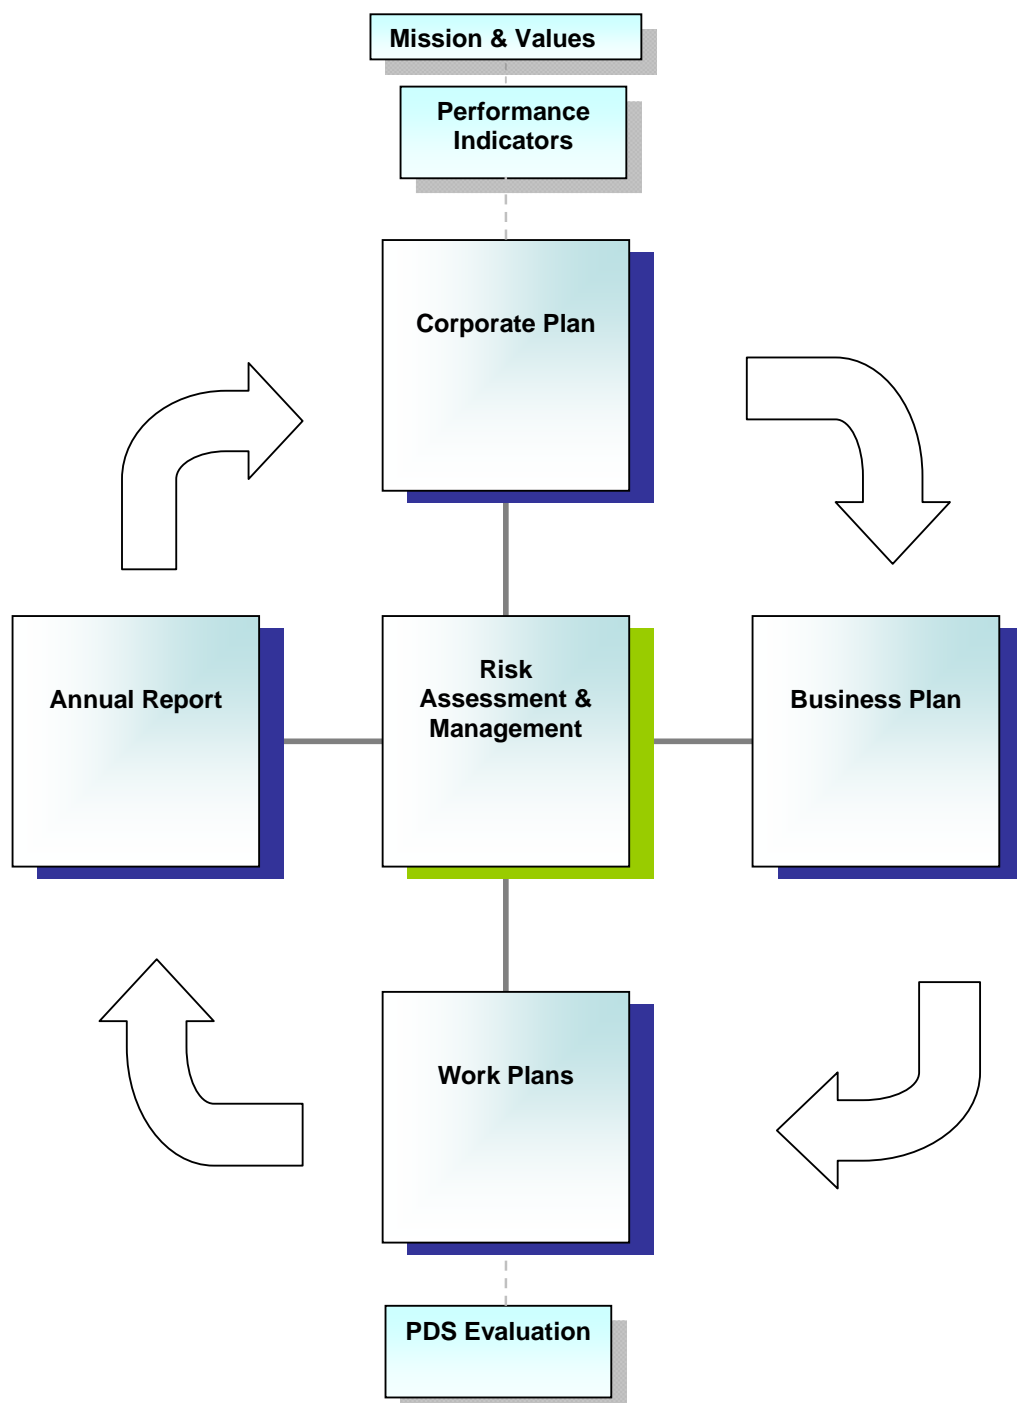 Mission & Values
Performance
Indicators
Corporate Plan
Annual Report
Risk
Assessment &
Management
Business Plan
Work Plans
PDS Evaluation